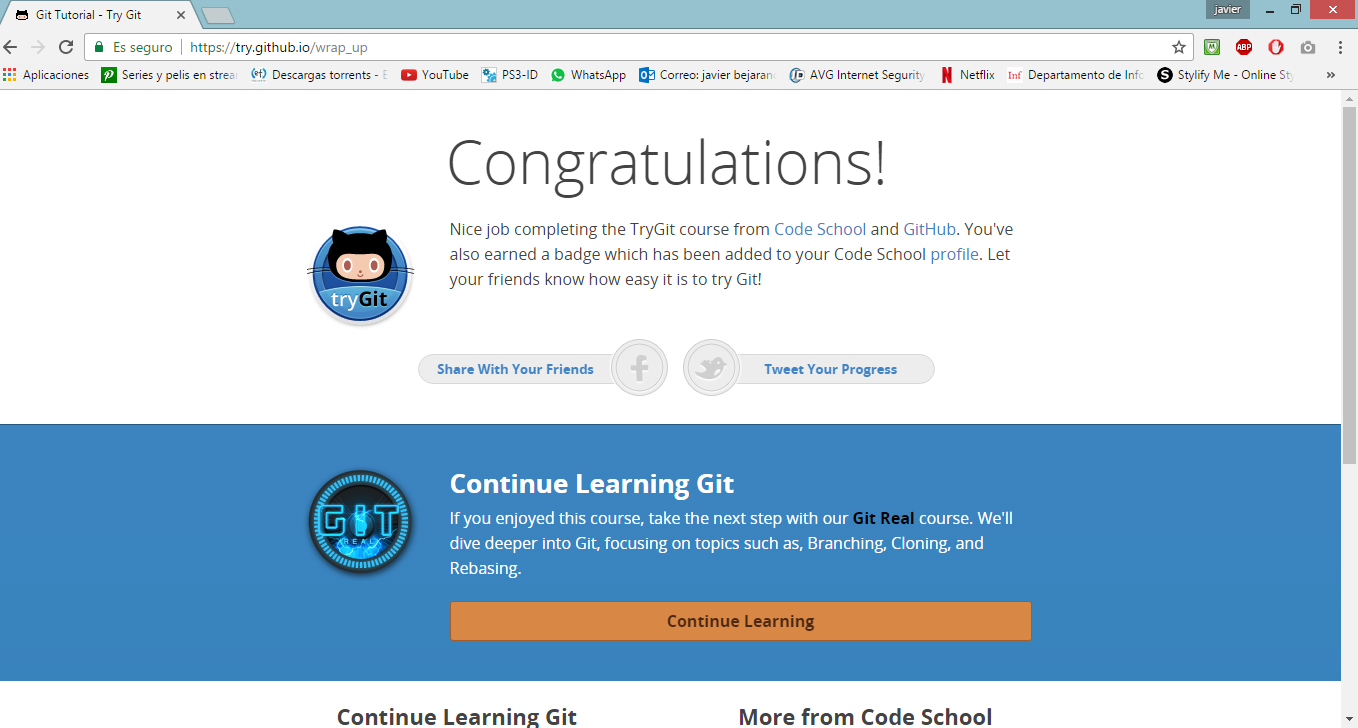 Git Tutorial - Try Git
javier
Es seguro
https://try.github.io/wrap_up
ABP
Aplicaciones
Series y pelis en strea
Descargas torrents - E
YouTube
PS3-ID
WhatsApp
Correo: javier bejaran
AVG Internet Security
Netflix
Inf
Departamento de Info
Stylify Me - Online Sty
Congratulations!
Nice job completing the TryGit course from Code School and GitHub. You've
also earned a badge which has been added to your Code School profile. Let
your friends know how easy it is to try Git!
tryGit
Share With Your Friends
Tweet Your Progress
GIT
REAL
Continue Learning Git
If you enjoyed this course, take the next step with our Git Real course. We'll
dive deeper into Git, focusing on topics such as, Branching, Cloning, and
Rebasing.
Continue Learning
Continue Learning Git
More from Code School